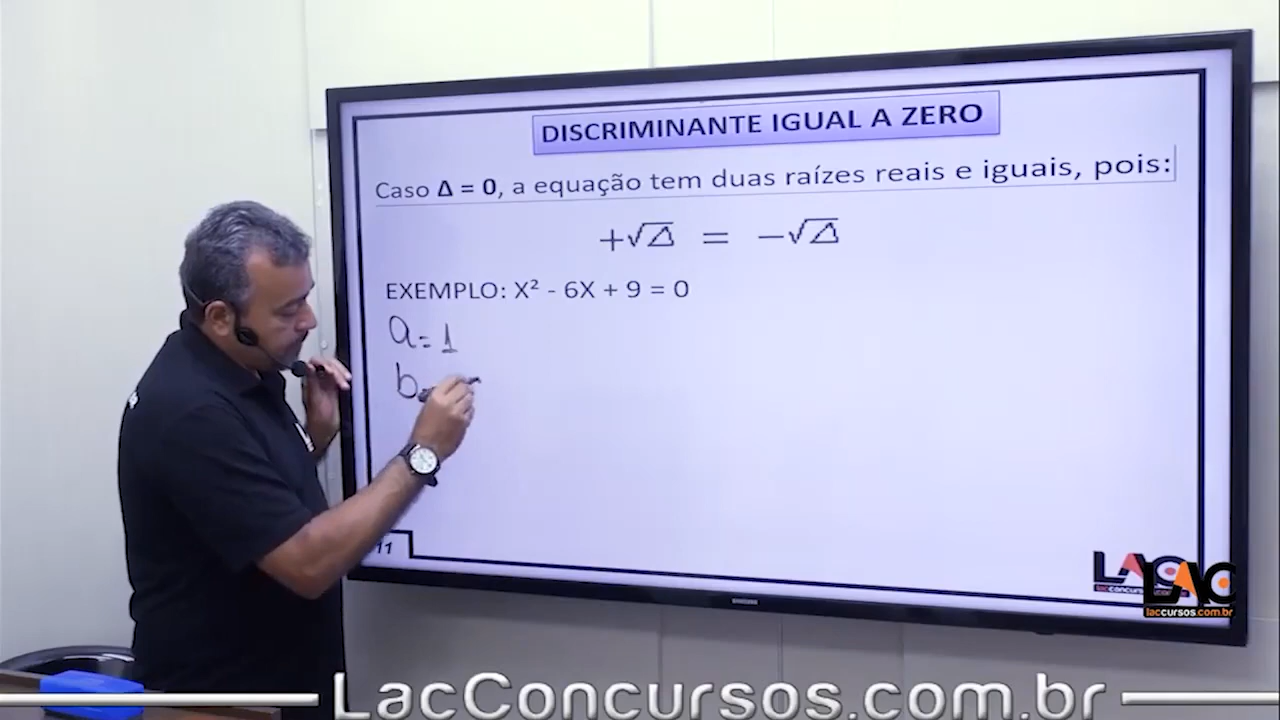 DISCRIMINANTE IGUAL A ZERO
Caso Δ = 0, a equação tem duas raízes reais e iguais, pois:
+√Δ = -√Δ
EXEMPLO: X² - 6X + 9 = 0
a = 1
b =
11
LAC
laccursos.com.br
LacConcursos.com.br